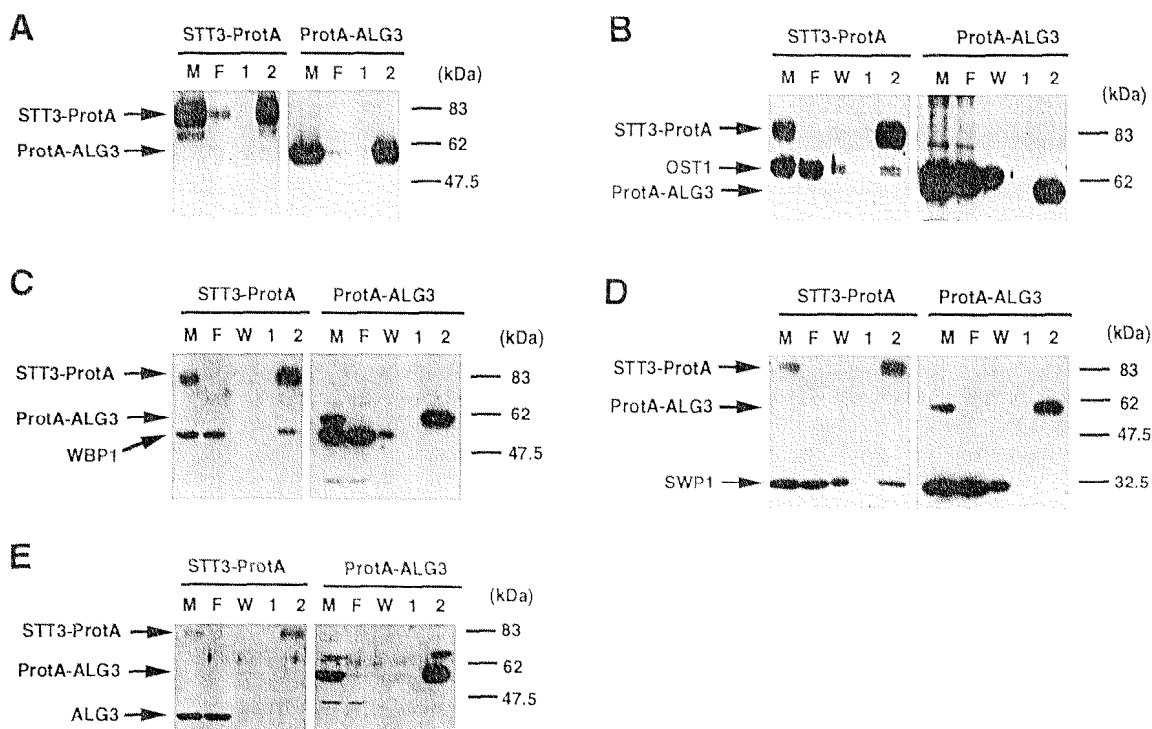 A
STT3-ProtA ProtA-ALG3
M F 1 2 M F 1 2 (kDa)
STT3-ProtA
83
ProtA-ALG3
62
47.5
B
STT3-ProtA ProtA-ALG3
M F W 1 2 M F W 1 2
(kDa)
STT3-ProtA
83
OST1
62
ProtA-ALG3
C
STT3-ProtA ProtA-ALG3
M F W 1 2 M F W 1 2
(kDa)
STT3-ProtA
83
ProtA-ALG3
62
WBP1
47.5
D
STT3-ProtA ProtA-ALG3
M F W 1 2 M F W 1 2
(kDa)
STT3-ProtA
83
ProtA-ALG3
62
47.5
SWP1
32.5
E
STT3-ProtA ProtA-ALG3
M F W 1 2 M F W 1 2
(kDa)
STT3-ProtA
83
ProtA-ALG3
62
47.5
ALG3